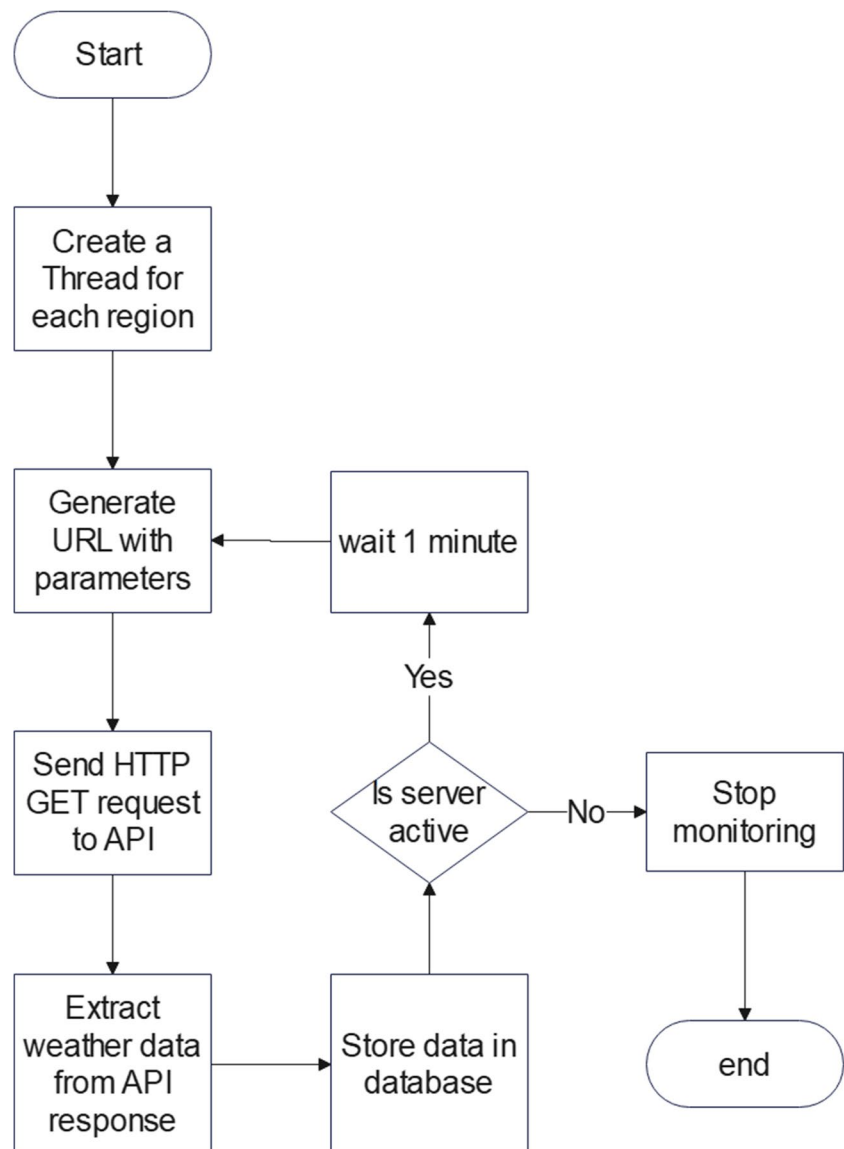 Start
Create a
Thread for
each region
Generate
URL with
parameters
wait 1 minute
Yes
Send HTTP
GET request
to API
Is server
active
No
Stop
monitoring
Extract
weather data
from API
response
Store data in
database
end